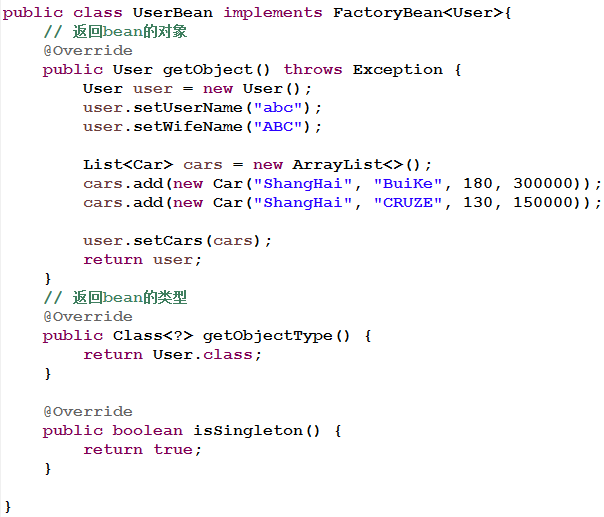 public class UserBean implements FactoryBean<User>{
    // 返回bean的对象
    @Override
    public User getObject() throws Exception {
        User user = new User();
        user.setUserName("abc");
        user.setWifeName("ABC");

        List<Car> cars = new ArrayList<>();
        cars.add(new Car("ShangHai", "BuiKe", 180, 300000));
        cars.add(new Car("ShangHai", "CRUZE", 130, 150000));

        user.setCars(cars);
        return user;
    }
    // 返回bean的类型
    @Override
    public Class<?> getObjectType() {
        return User.class;
    }

    @Override
    public boolean isSingleton() {
        return true;
    }

}